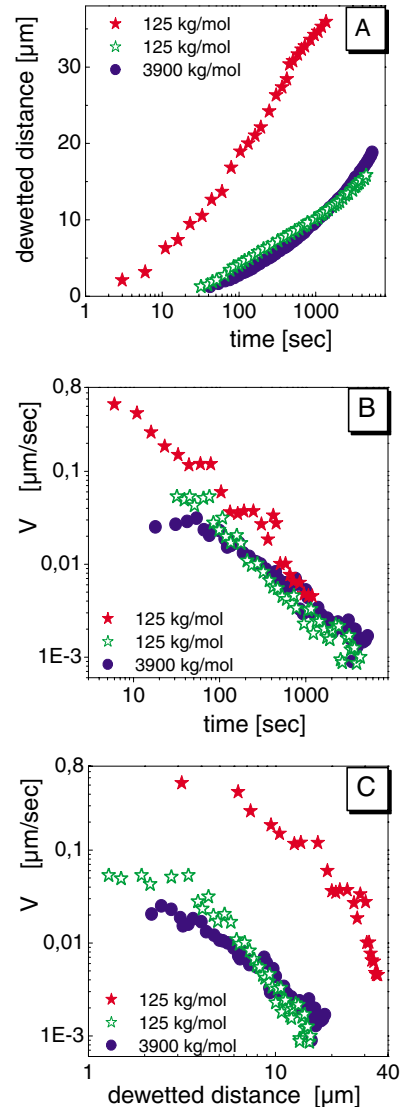 A
125 kg/mol
125 kg/mol
3900 kg/mol
dewetted distance [µm]
30
20
10
0
1
10
100
1000
time [sec]
B
0,8
0,1
0,01
1E-3
V [µm/sec]
125 kg/mol
125 kg/mol
3900 kg/mol
10
100
1000
time [sec]
C
0,8
0,1
0,01
1E-3
V [µm/sec]
125 kg/mol
125 kg/mol
3900 kg/mol
1
10
40
dewetted distance [µm]